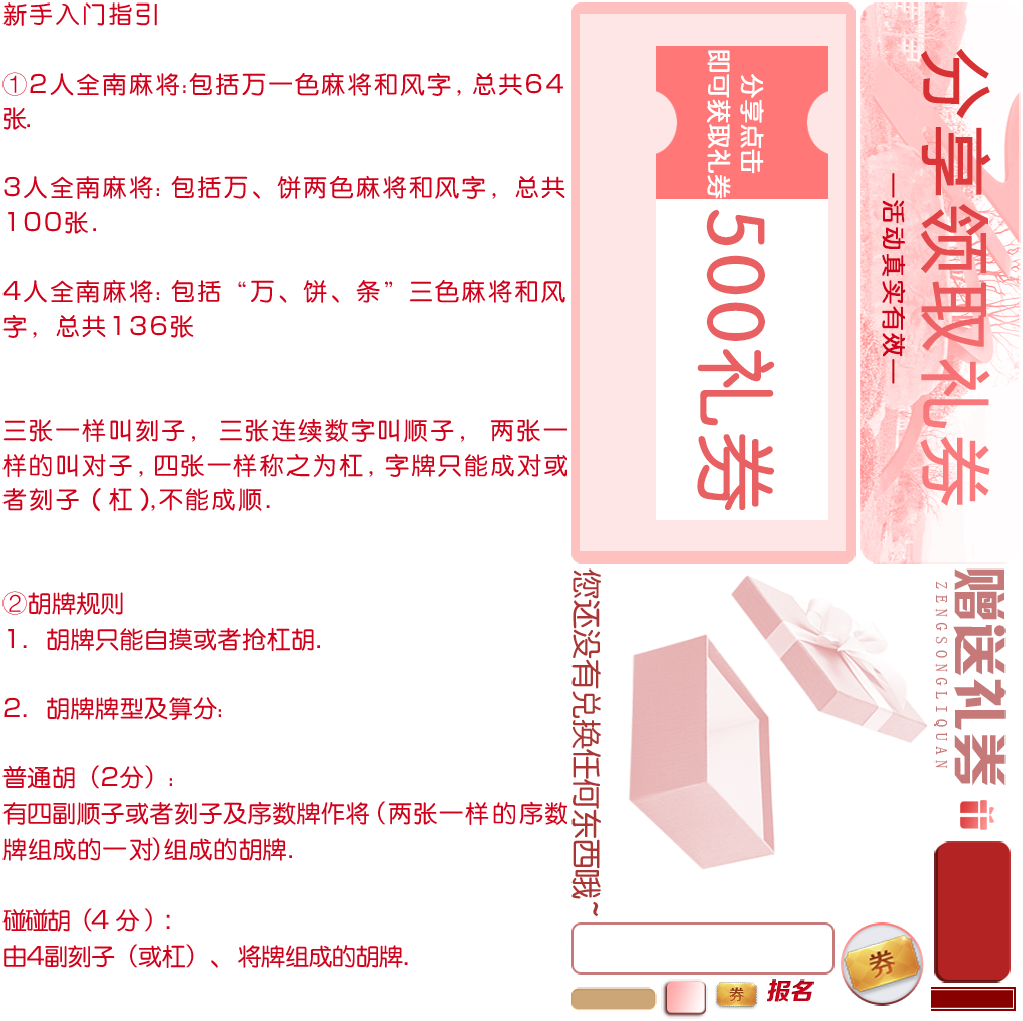 新手入门指引
①2人全南麻将:包括万一色麻将和风字, 总共64
张.
3人全南麻将: 包括万、饼两色麻将和风字，总共
100张.
4人全南麻将: 包括“万、饼、条”三色麻将和风
字，总共136张
三张一样叫刻子， 三张连续数字叫顺子， 两张一
样的叫对子, 四张一样称之为杠, 字牌只能成对或
者刻子（杠),不能成顺.
②胡牌规则
1. 胡牌只能自摸或者抢杠胡.
2. 胡牌牌型及算分:
普通胡（2分）:
有四副顺子或者刻子及序数牌作将（两张一样的序数
牌组成的一对)组成的胡牌.
碰碰胡（4 分）:
由4副刻子（或杠）、 将牌组成的胡牌.
分享点击
即可获取礼券
500礼券
分享领取礼券
一活动真实有效一
您还没有兑换任何东西哦~
赠送礼券
ZENGSONGLIQUAN
券
报名
券